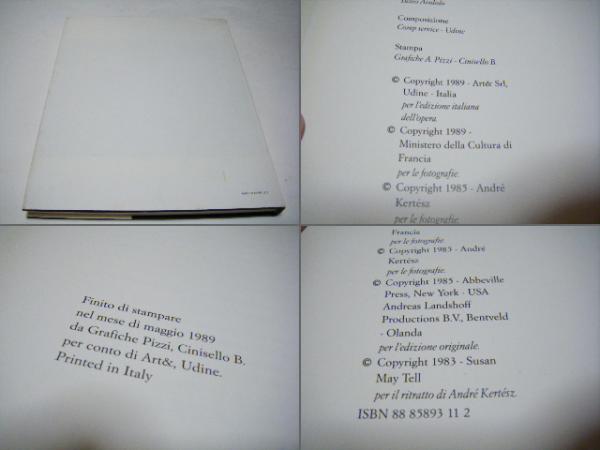 Composizione
Coop service - Udine
Stampa
Grafiche A. Pizzi - Cinisello B.
© Copyright 1989 - Art& Srl,
Udine - Italia
per l'edizione italiana
dell'opera.
© Copyright 1989 -
Ministero della Cultura di
Francia
per le fotografie.
© Copyright 1985 - André
Kertész
per le fotografie.
Finito di stampare
nel mese di maggio 1989
da Grafiche Pizzi, Cinisello B.
per conto di Art&, Udine.
Printed in Italy
Francia
per le fotografie.
© Copyright 1985 - André
Kertész
per le fotografie.
© Copyright 1985 - Abbeville
Press, New York - USA
Andreas Landshoff
Productions B.V., Bentveld
- Olanda
per l'edizione originale.
© Copyright 1983 - Susan
May Tell
per il ritratto di André Kertész.
ISBN 88 85893 11 2